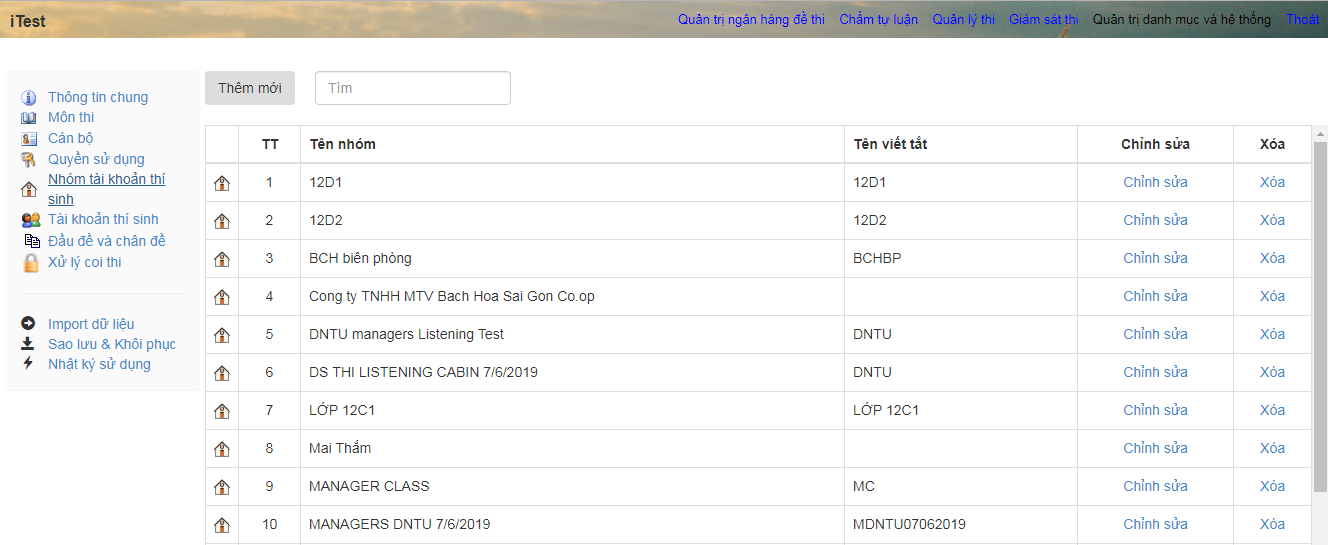 iTest
Quản trị ngân hàng đề thi Chấm tự luận Quản lý thi Giám sát thi Quản trị danh mục và hệ thống Thoát
Thông tin chung
Môn thi
Cán bộ
Quyền sử dụng
Nhóm tài khoản thí
sinh
Tài khoản thí sinh
Đầu đề và chân đề
Xử lý coi thi
Import dữ liệu
Sao lưu & Khôi phục
Nhật ký sử dụng
Thêm mới Tìm
TT Tên nhóm Tên viết tắt Chỉnh sửa Xóa
1 12D1 12D1 Chỉnh sửa Xóa
2 12D2 12D2 Chỉnh sửa Xóa
3 BCH biên phòng BCHBP Chỉnh sửa Xóa
4 Cong ty TNHH MTV Bach Hoa Sai Gon Co.op Chỉnh sửa Xóa
5 DNTU managers Listening Test DNTU Chỉnh sửa Xóa
6 DS THI LISTENING CABIN 7/6/2019 DNTU Chỉnh sửa Xóa
7 LỚP 12C1 LỚP 12C1 Chỉnh sửa Xóa
8 Mai Thắm Chỉnh sửa Xóa
9 MANAGER CLASS MC Chỉnh sửa Xóa
10 MANAGERS DNTU 7/6/2019 MDNTU07062019 Chỉnh sửa Xóa